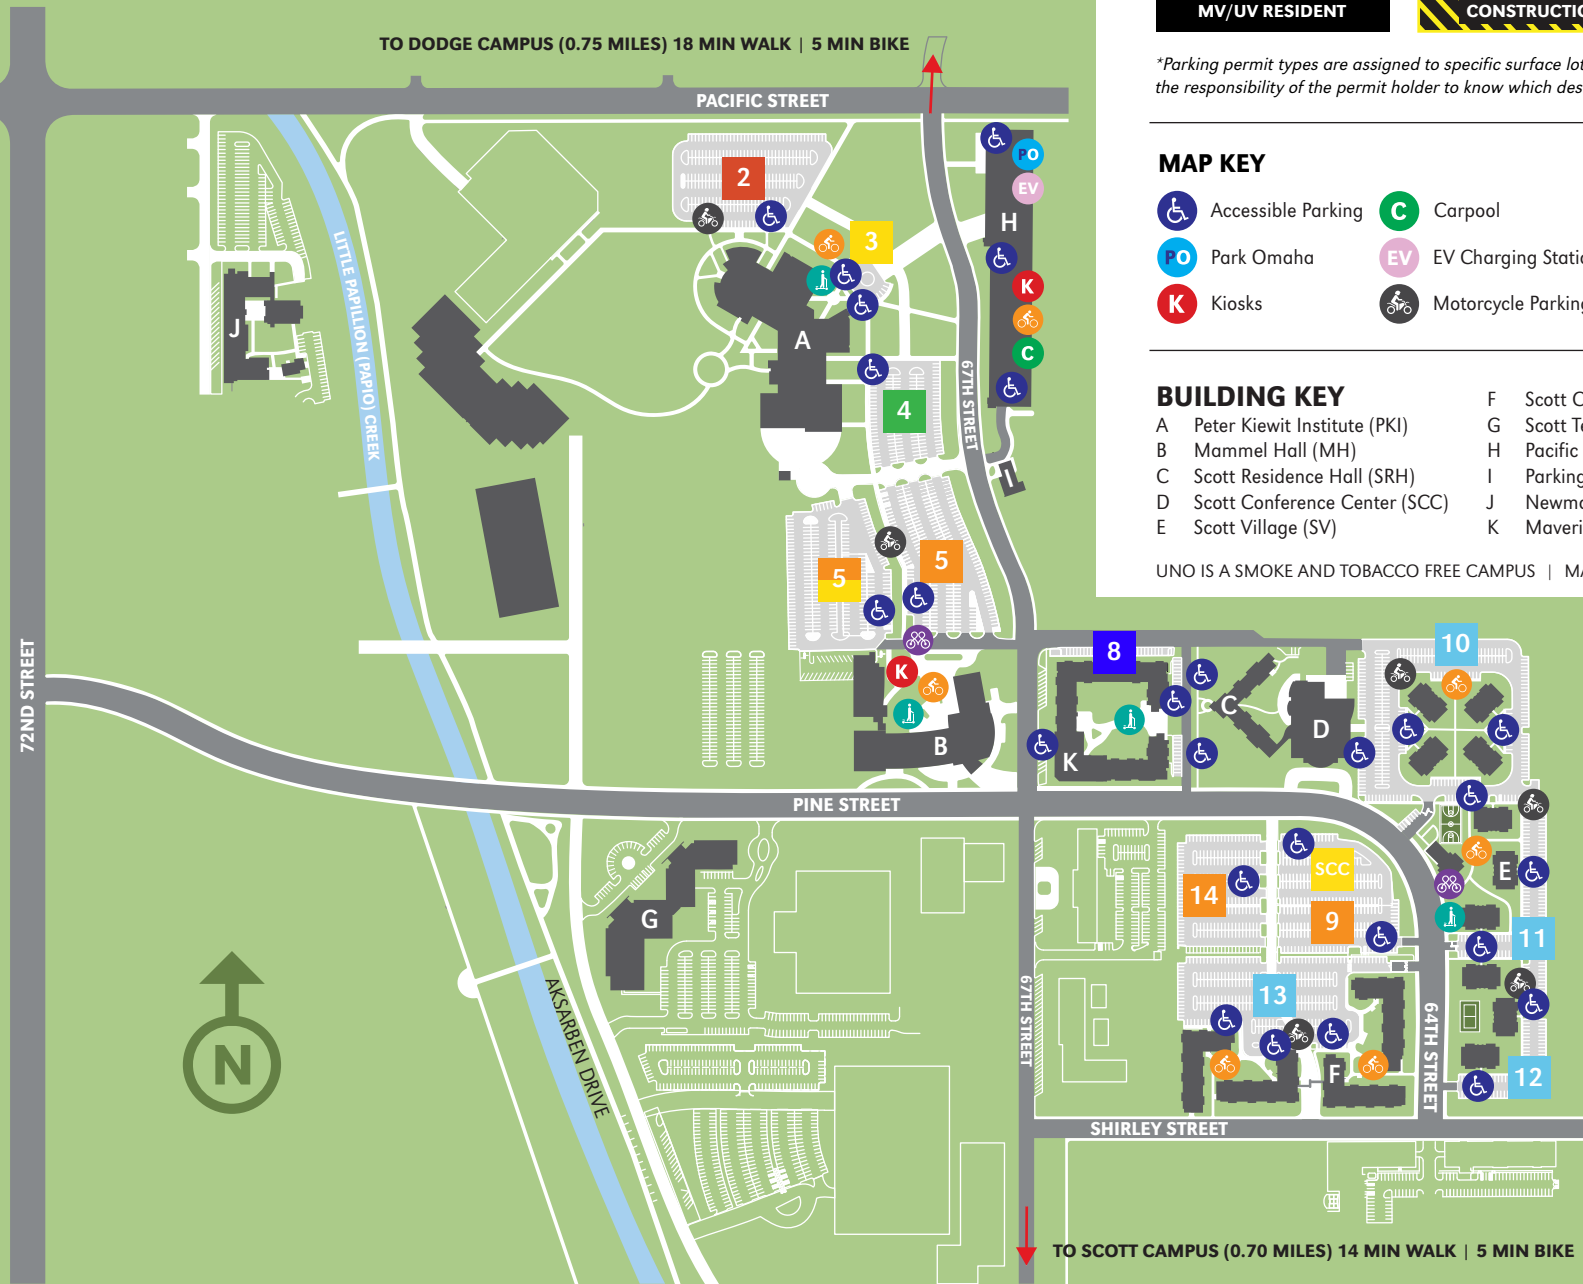 MV/UV RESIDENT
CONSTRUCTIO
TO DODGE CAMPUS (0.75 MILES) 18 MIN WALK | 5 MIN BIKE
*Parking permit types are assigned to specific surface lot
the responsibility of the permit holder to know which des
PACIFIC STREET
MAP KEY
Accessible Parking
C Carpool
PO Park Omaha
EV EV Charging Static
K Kiosks
Motorcycle Parking
BUILDING KEY
A Peter Kiewit Institute (PKI)
B Mammel Hall (MH)
C Scott Residence Hall (SRH)
D Scott Conference Center (SCC)
E Scott Village (SV)
F Scott C
G Scott Te
H Pacific
I Parking
J Newma
K Maveri
UNO IS A SMOKE AND TOBACCO FREE CAMPUS | MA
2
PO
EV
H
3
K
C
J
A
LITTLE PAPILLION (PAPIO) CREEK
4
67TH STREET
I
5
5
72ND STREET
K
B
8
K
C
D
10
PINE STREET
G
14
SCC
9
E
11
13
12
F
67TH STREET
64TH STREET
AKSARBEN DRIVE
N
SHIRLEY STREET
TO SCOTT CAMPUS (0.70 MILES) 14 MIN WALK | 5 MIN BIKE